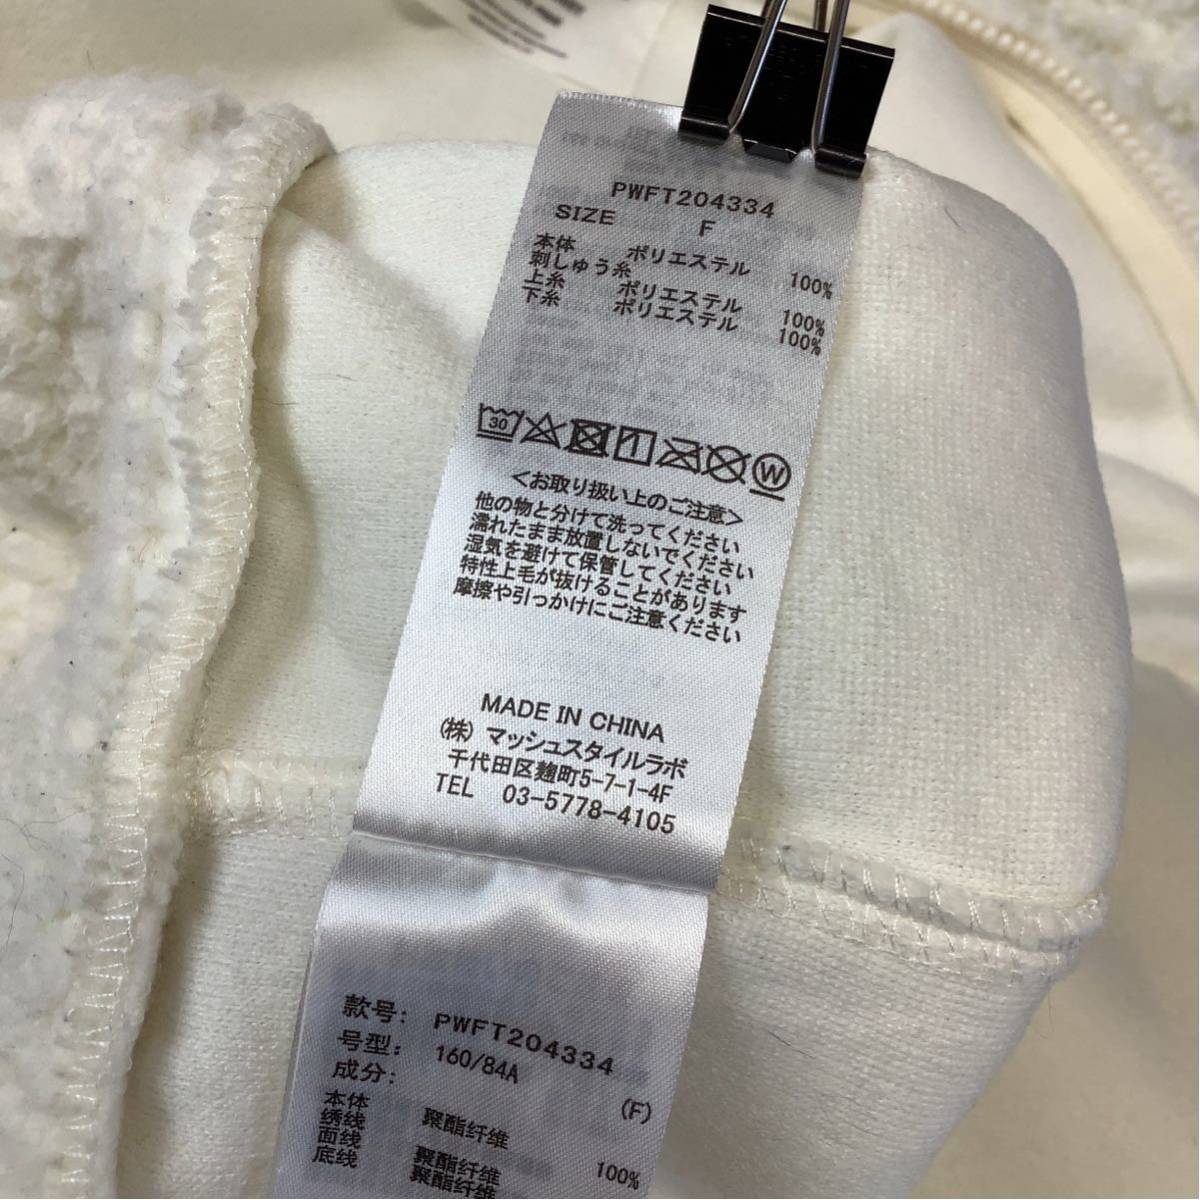 PWFT204334
SIZE F
本体 ポリエステル 100%
刺しゅう糸
上糸 ポリエステル 100%
下糸 ポリエステル 100%
30
W
<お取り扱い上のご注意>
他の物と分けて洗ってください
濡れたまま放置しないでください
湿気を避けて保管してください
特性上毛が抜けることがあります
摩擦や引っかけにご注意ください
MADE IN CHINA
(株) マッシュスタイルラボ
千代田区麹町5-7-1-4F
TEL 03-5778-4105
款号: PWFT204334
号型: 160/84A (F)
成分:
本体 聚酯纤维 100%
绣线
面线 聚酯纤维
底线 聚酯纤维